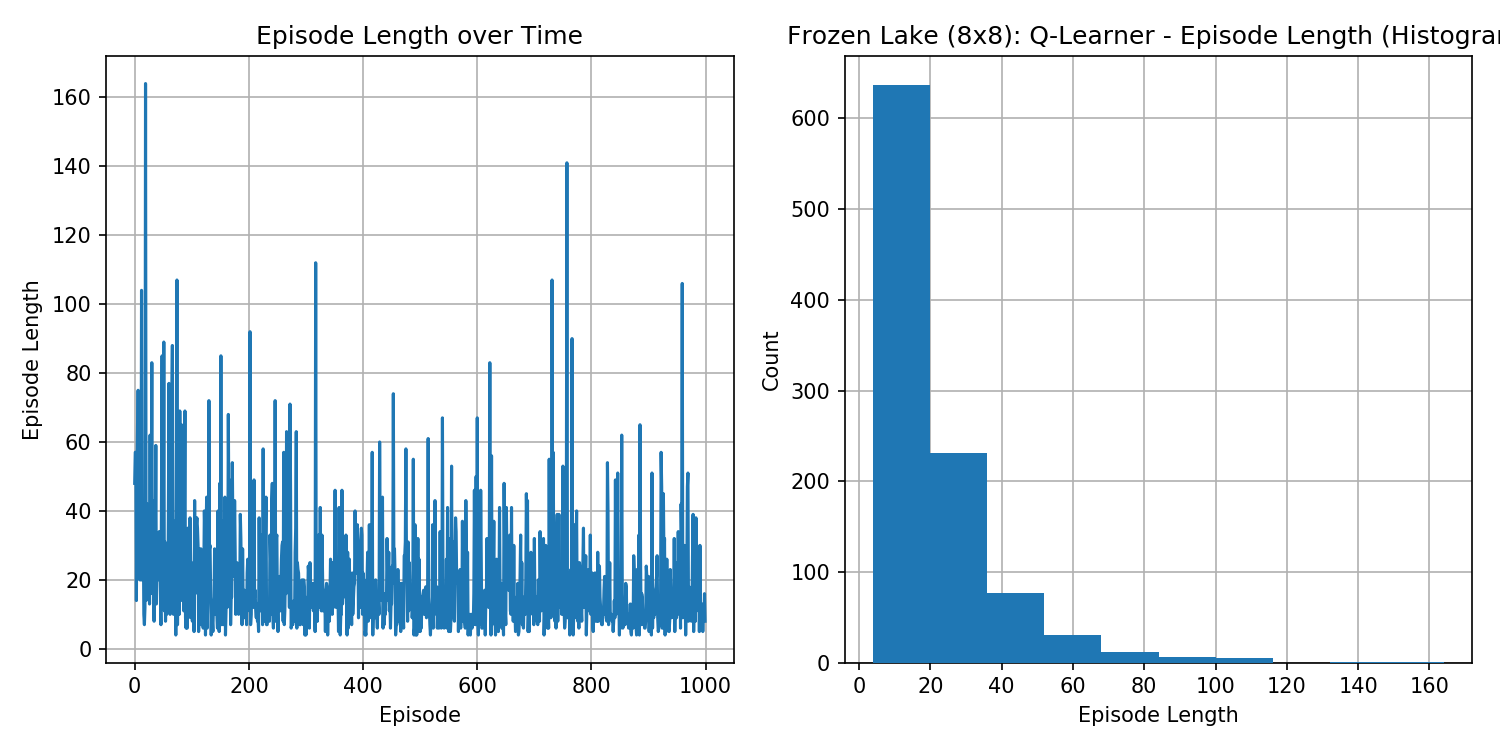 Episode Length over Time
Episode Length
160
140
120
100
80
60
40
20
0
0 200 400 600 800 1000
Episode
Frozen Lake (8x8): Q-Learner - Episode Length (Histogra
Count
600
500
400
300
200
100
0
0 20 40 60 80 100 120 140 160
Episode Length